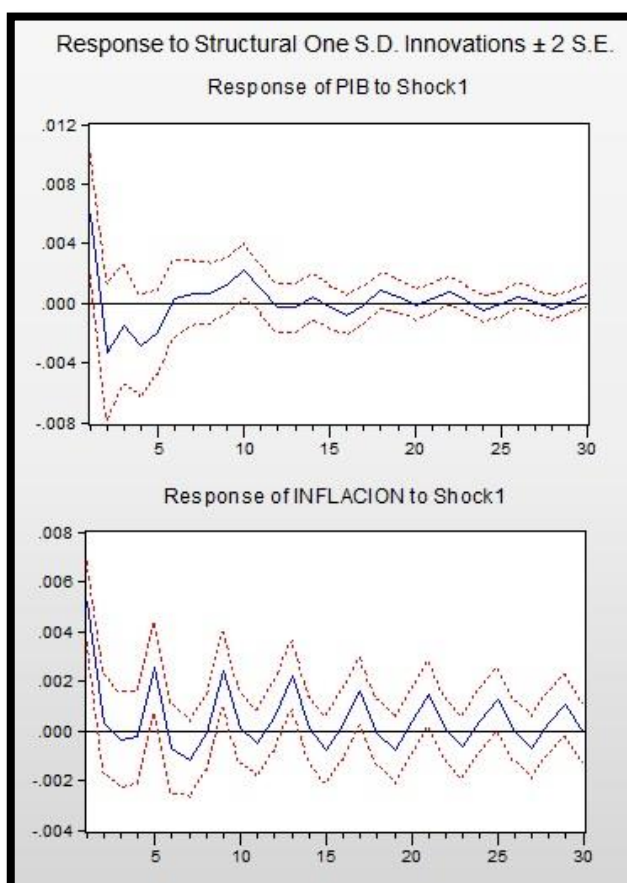 Response to Structural One S.D. Innovations ± 2 S.E.
Response of PIB to Shock1
.012
.008
.004
.000
-.004
-.008
5 10 15 20 25 30
Response of INFLACION to Shock1
.008
.006
.004
.002
.000
-.002
-.004
5 10 15 20 25 30